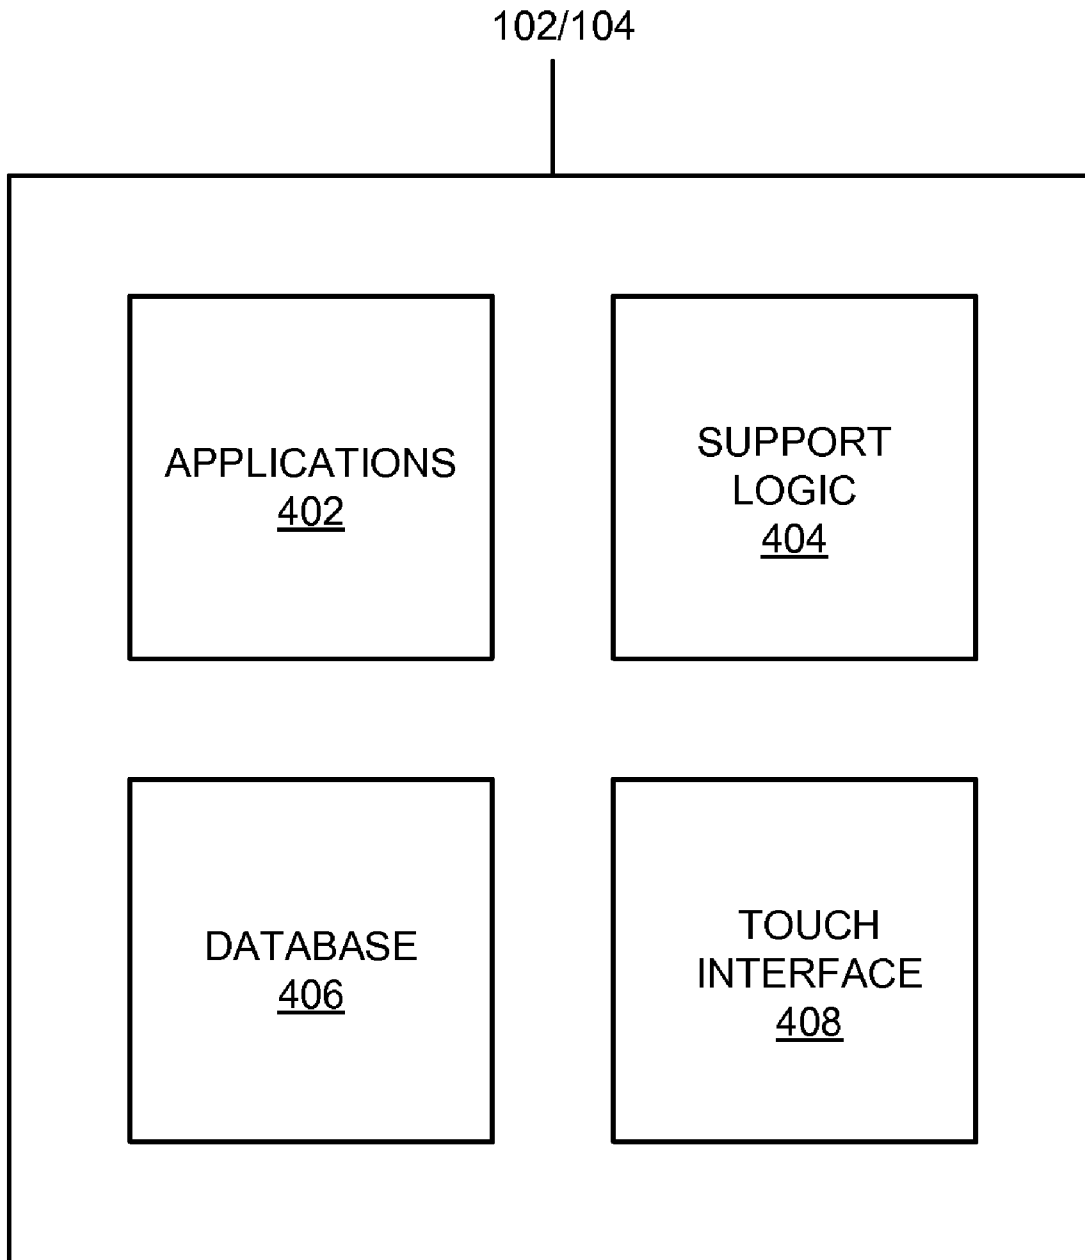 102/104
APPLICATIONS
402
SUPPORT
LOGIC
404
DATABASE
406
TOUCH
INTERFACE
408